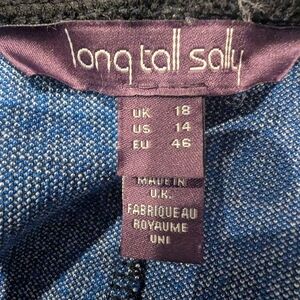 long tall sally
UK 18
US 14
EU 46
MADE IN
U.K.
FABRIQUE AU
ROYAUME
UNI